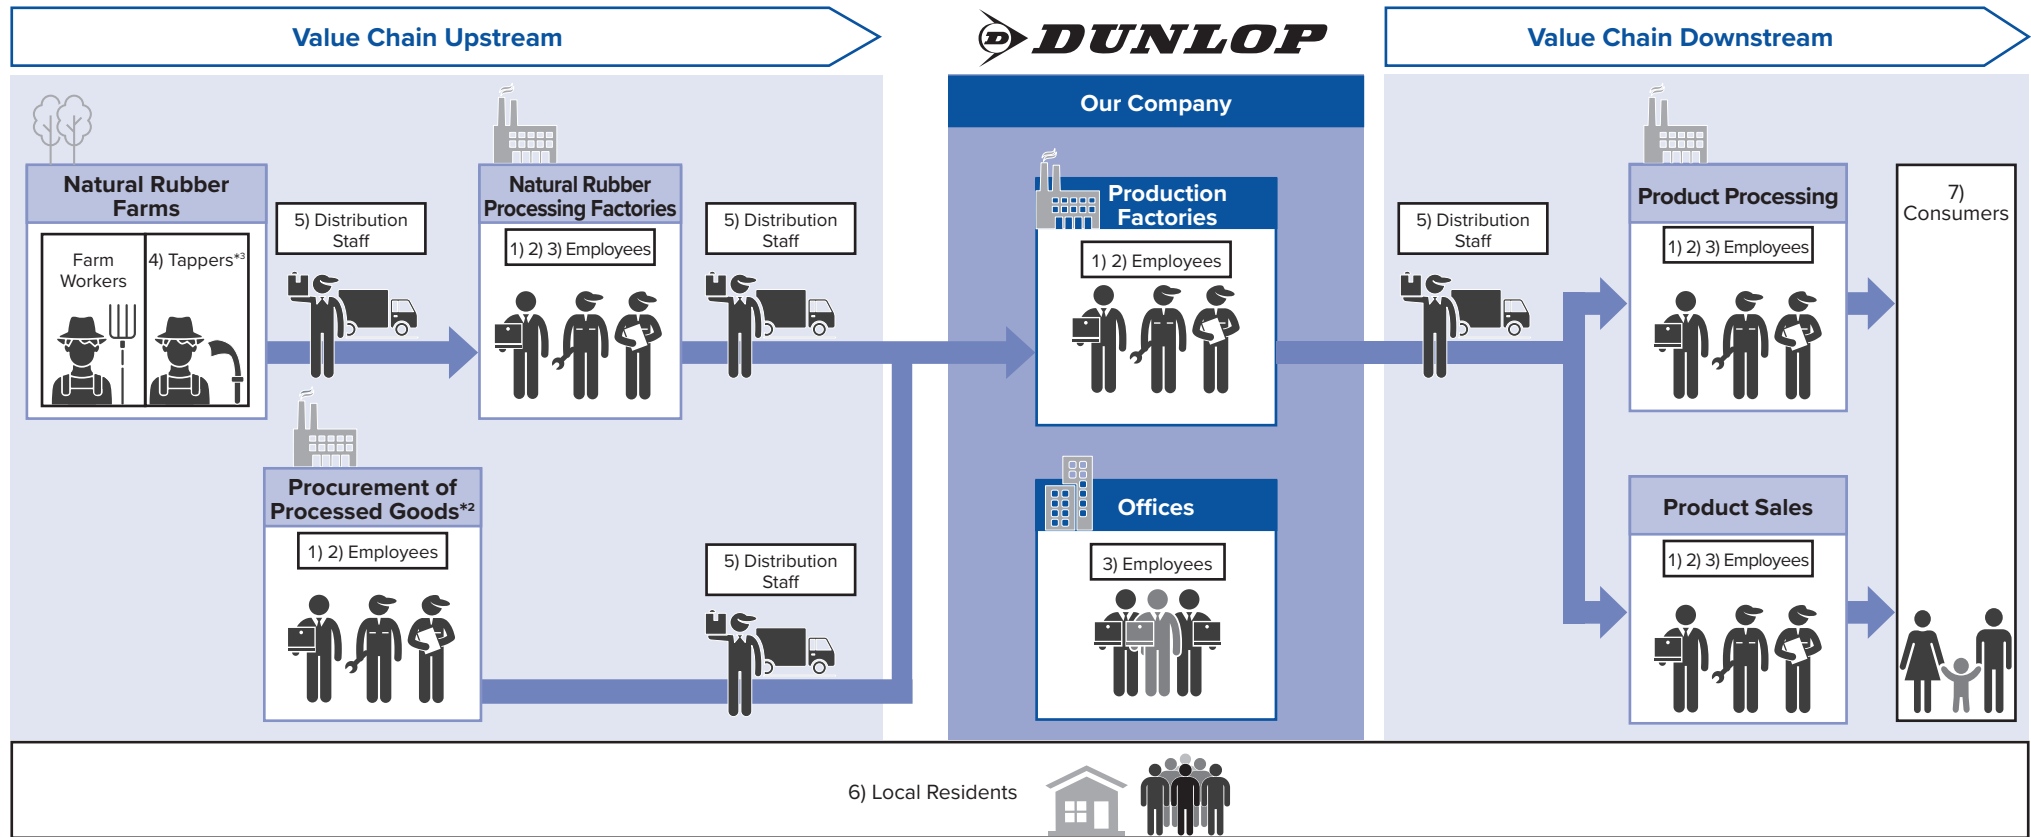 Value Chain Upstream
DUNLOP
Value Chain Downstream
Our Company
Natural Rubber
Farms
Farm
Workers
4) Tappers*3
5) Distribution
Staff
Natural Rubber
Processing Factories
1) 2) 3) Employees
5) Distribution
Staff
Procurement of
Processed Goods*2
1) 2) Employees
5) Distribution
Staff
Production
Factories
1) 2) Employees
Offices
3) Employees
5) Distribution
Staff
Product Processing
1) 2) 3) Employees
Product Sales
1) 2) 3) Employees
7)
Consumers
6) Local Residents